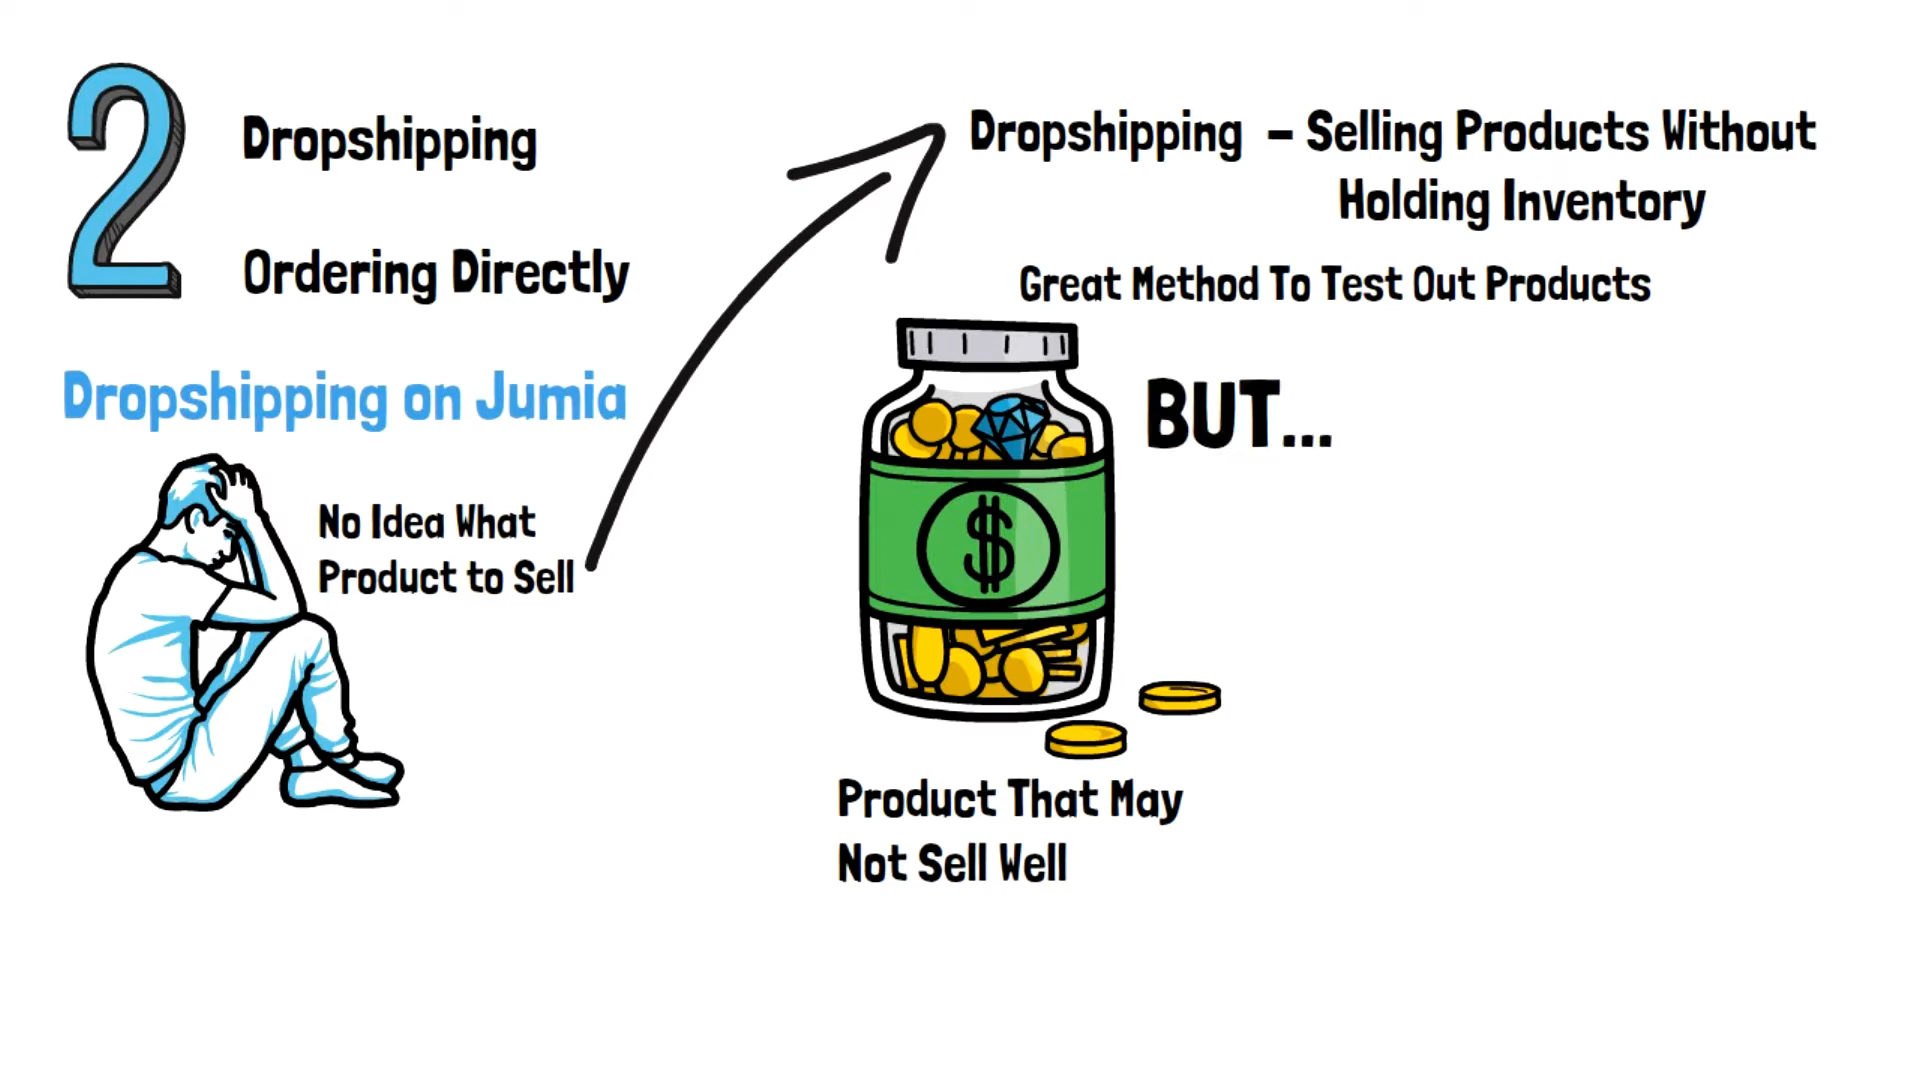 2
Dropshipping
Ordering Directly
Dropshipping on Jumia
No Idea What
Product to Sell
Dropshipping – Selling Products Without
Holding Inventory
Great Method To Test Out Products
BUT...
$
Product That May
Not Sell Well